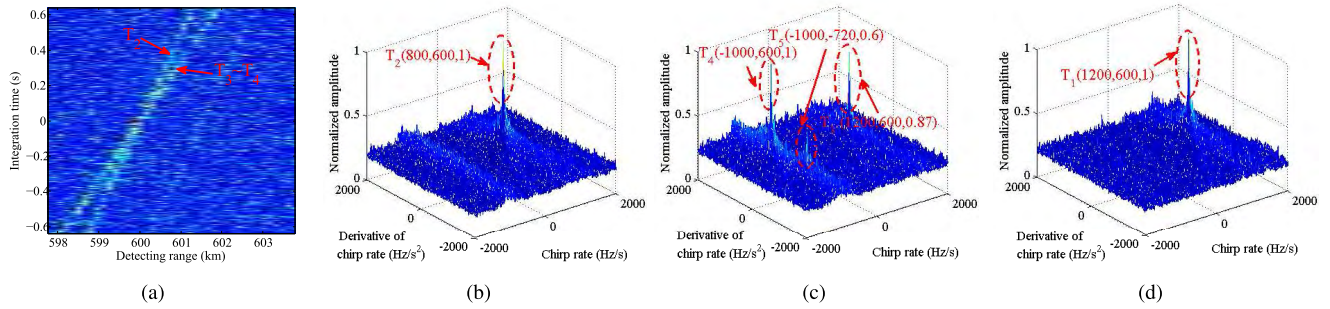 0.6
0.4
0.2
0
−0.2
−0.4
−0.6
Integration time (s)
T2
598 599 600 601 602 603
Detecting range (km)
(a)
1
0.5
0
Normalized amplitude
T2(800,600,1)
2000
0
-2000
Derivative of
chirp rate (Hz/s2)
-2000
0
2000
Chirp rate (Hz/s)
(b)
1
0.5
0
Normalized amplitude
T5(-1000,-720,0.6)
T4(-1000,600,1)
2000
0
-2000
Derivative of
chirp rate (Hz/s2)
-2000
0
2000
Chirp rate (Hz/s)
(c)
1
0.5
0
Normalized amplitude
T1(1200,600,1)
2000
0
-2000
Derivative of
chirp rate (Hz/s2)
-2000
0
2000
Chirp rate (Hz/s)
(d)